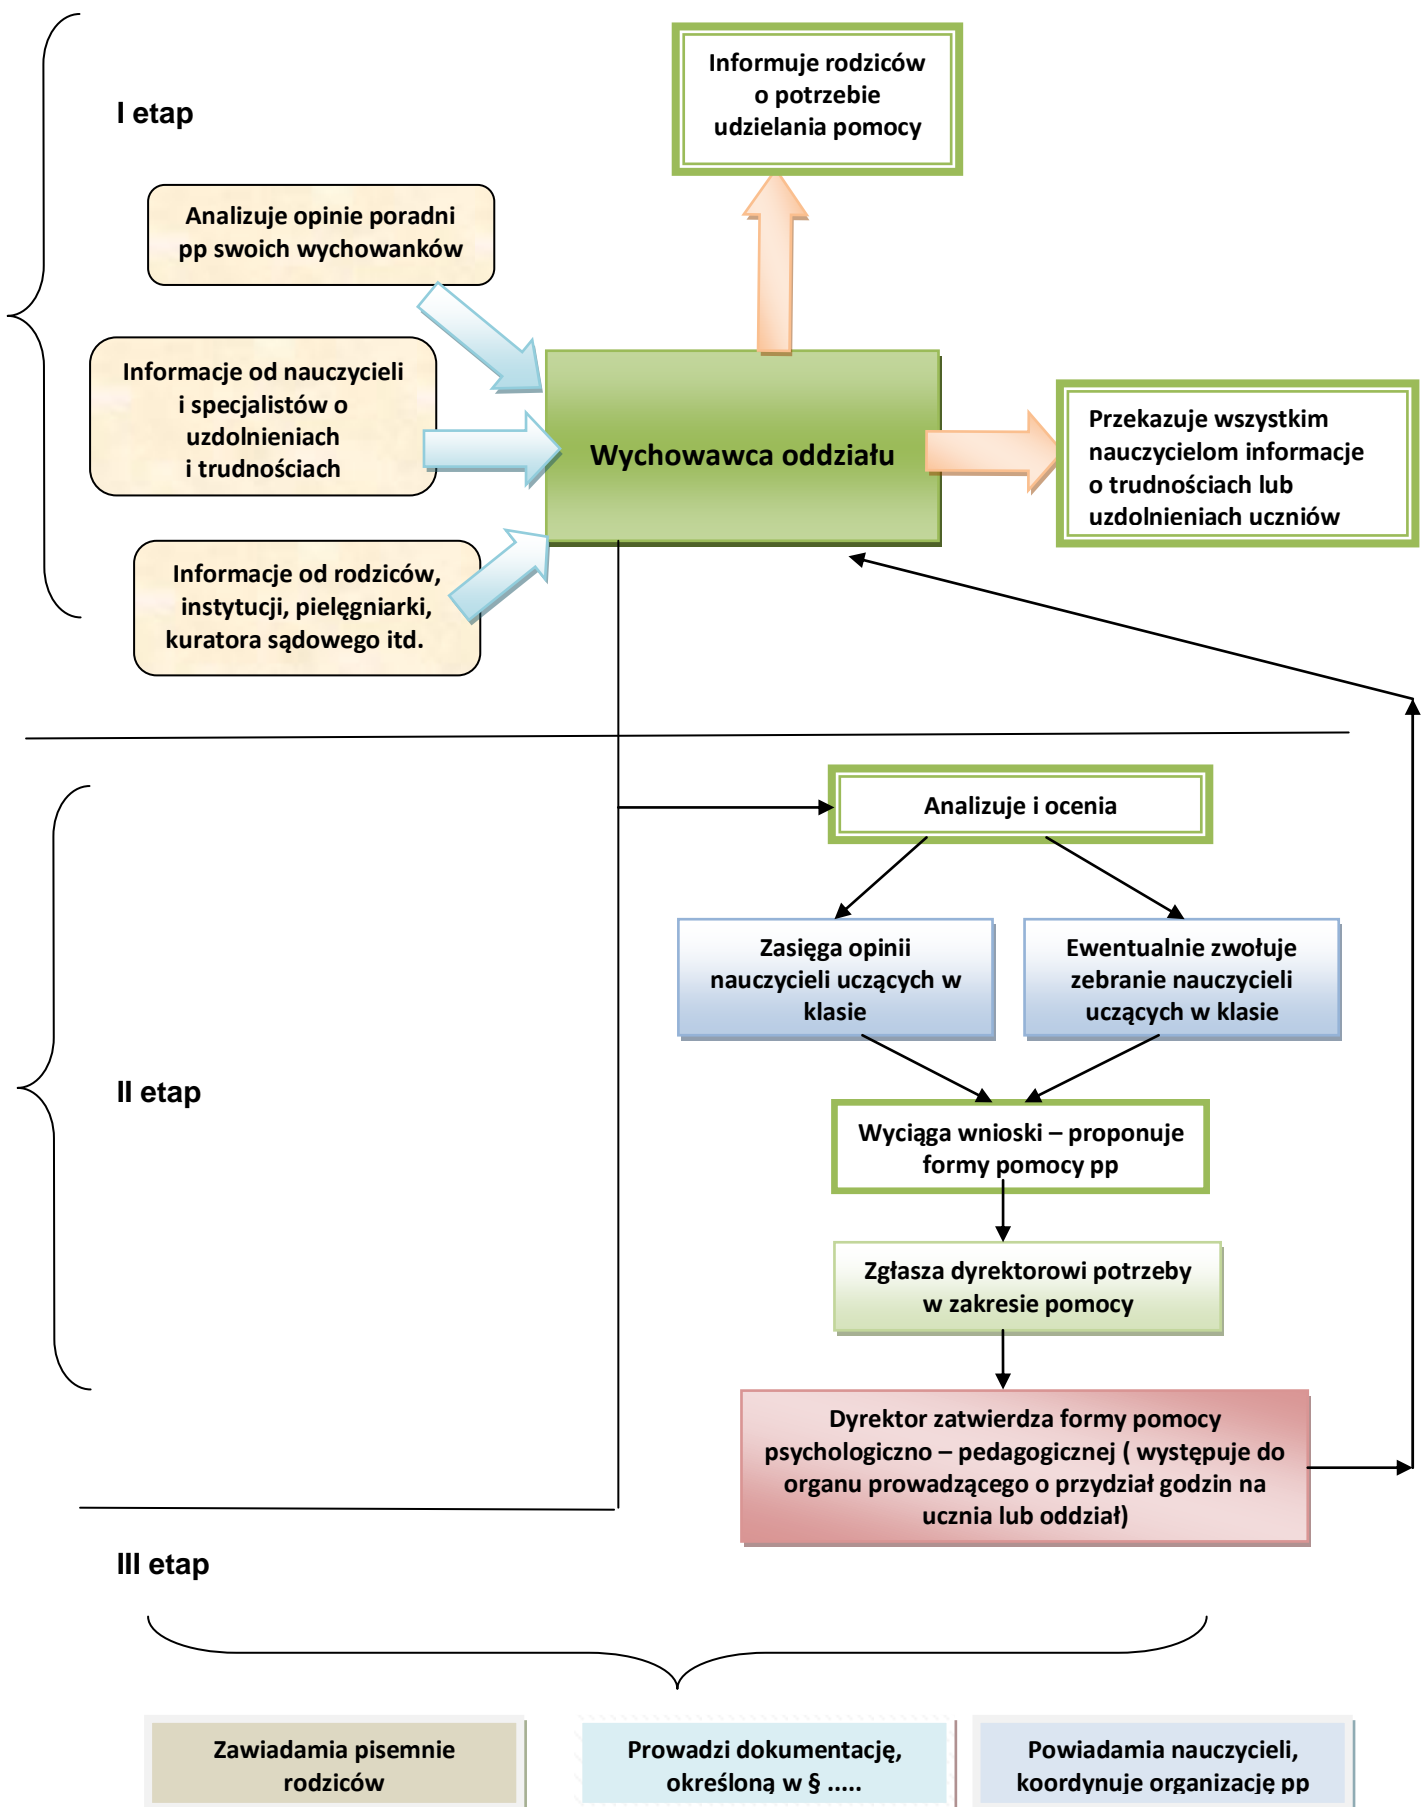 Informuje rodziców
o potrzebie
udzielania pomocy
I etap
Analizuje opinie poradni
pp swoich wychowanków
Informacje od nauczycieli
i specjalistów o
uzdolnieniach
i trudnościach
Wychowawca oddziału
Przekazuje wszystkim
nauczycielom informacje
o trudnościach lub
uzdolnieniach uczniów
Informacje od rodziców,
instytucji, pielęgniarki,
kuratora sądowego itd.
Analizuje i ocenia
Zasięga opinii
nauczycieli uczących w
klasie
Ewentualnie zwołuje
zebranie nauczycieli
uczących w klasie
II etap
Wyciąga wnioski – proponuje
formy pomocy pp
Zgłasza dyrektorowi potrzeby
w zakresie pomocy
Dyrektor zatwierdza formy pomocy
psychologiczno – pedagogicznej ( występuje do
organu prowadzącego o przydział godzin na
ucznia lub oddział)
III etap
Zawiadamia pisemnie
rodziców
Prowadzi dokumentację,
określoną w § .....
Powiadamia nauczycieli,
koordynuje organizację pp